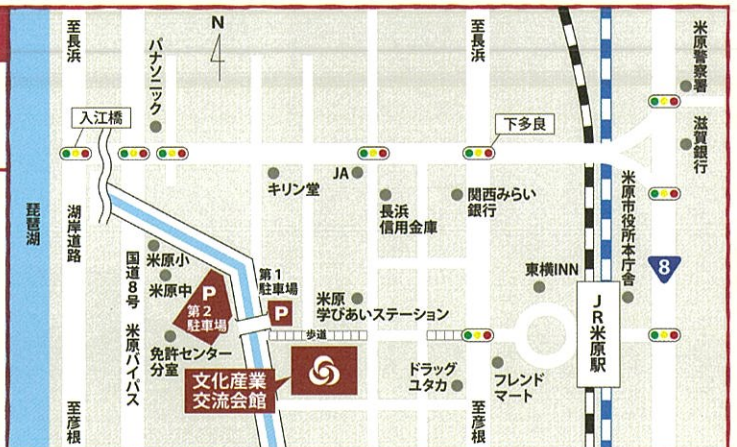 至長浜
パナソニック
N
至長浜
米原警察署
入江橋
下多良
滋賀銀行
キリン堂
JA
長浜
信用金庫
関西みらい
銀行
米原市役所本庁舎
琵琶湖
湖岸道路
国道8号 米原バイパス
米原小
米原中
P
第2
駐車場
第1
駐車場
P
米原
学びあいステーション
東横INN
8
JR米原駅
歩道
免許センター
分室
文化産業
交流会館
ドラッグ
ユタカ
フレンド
マート
至彦根
至彦根